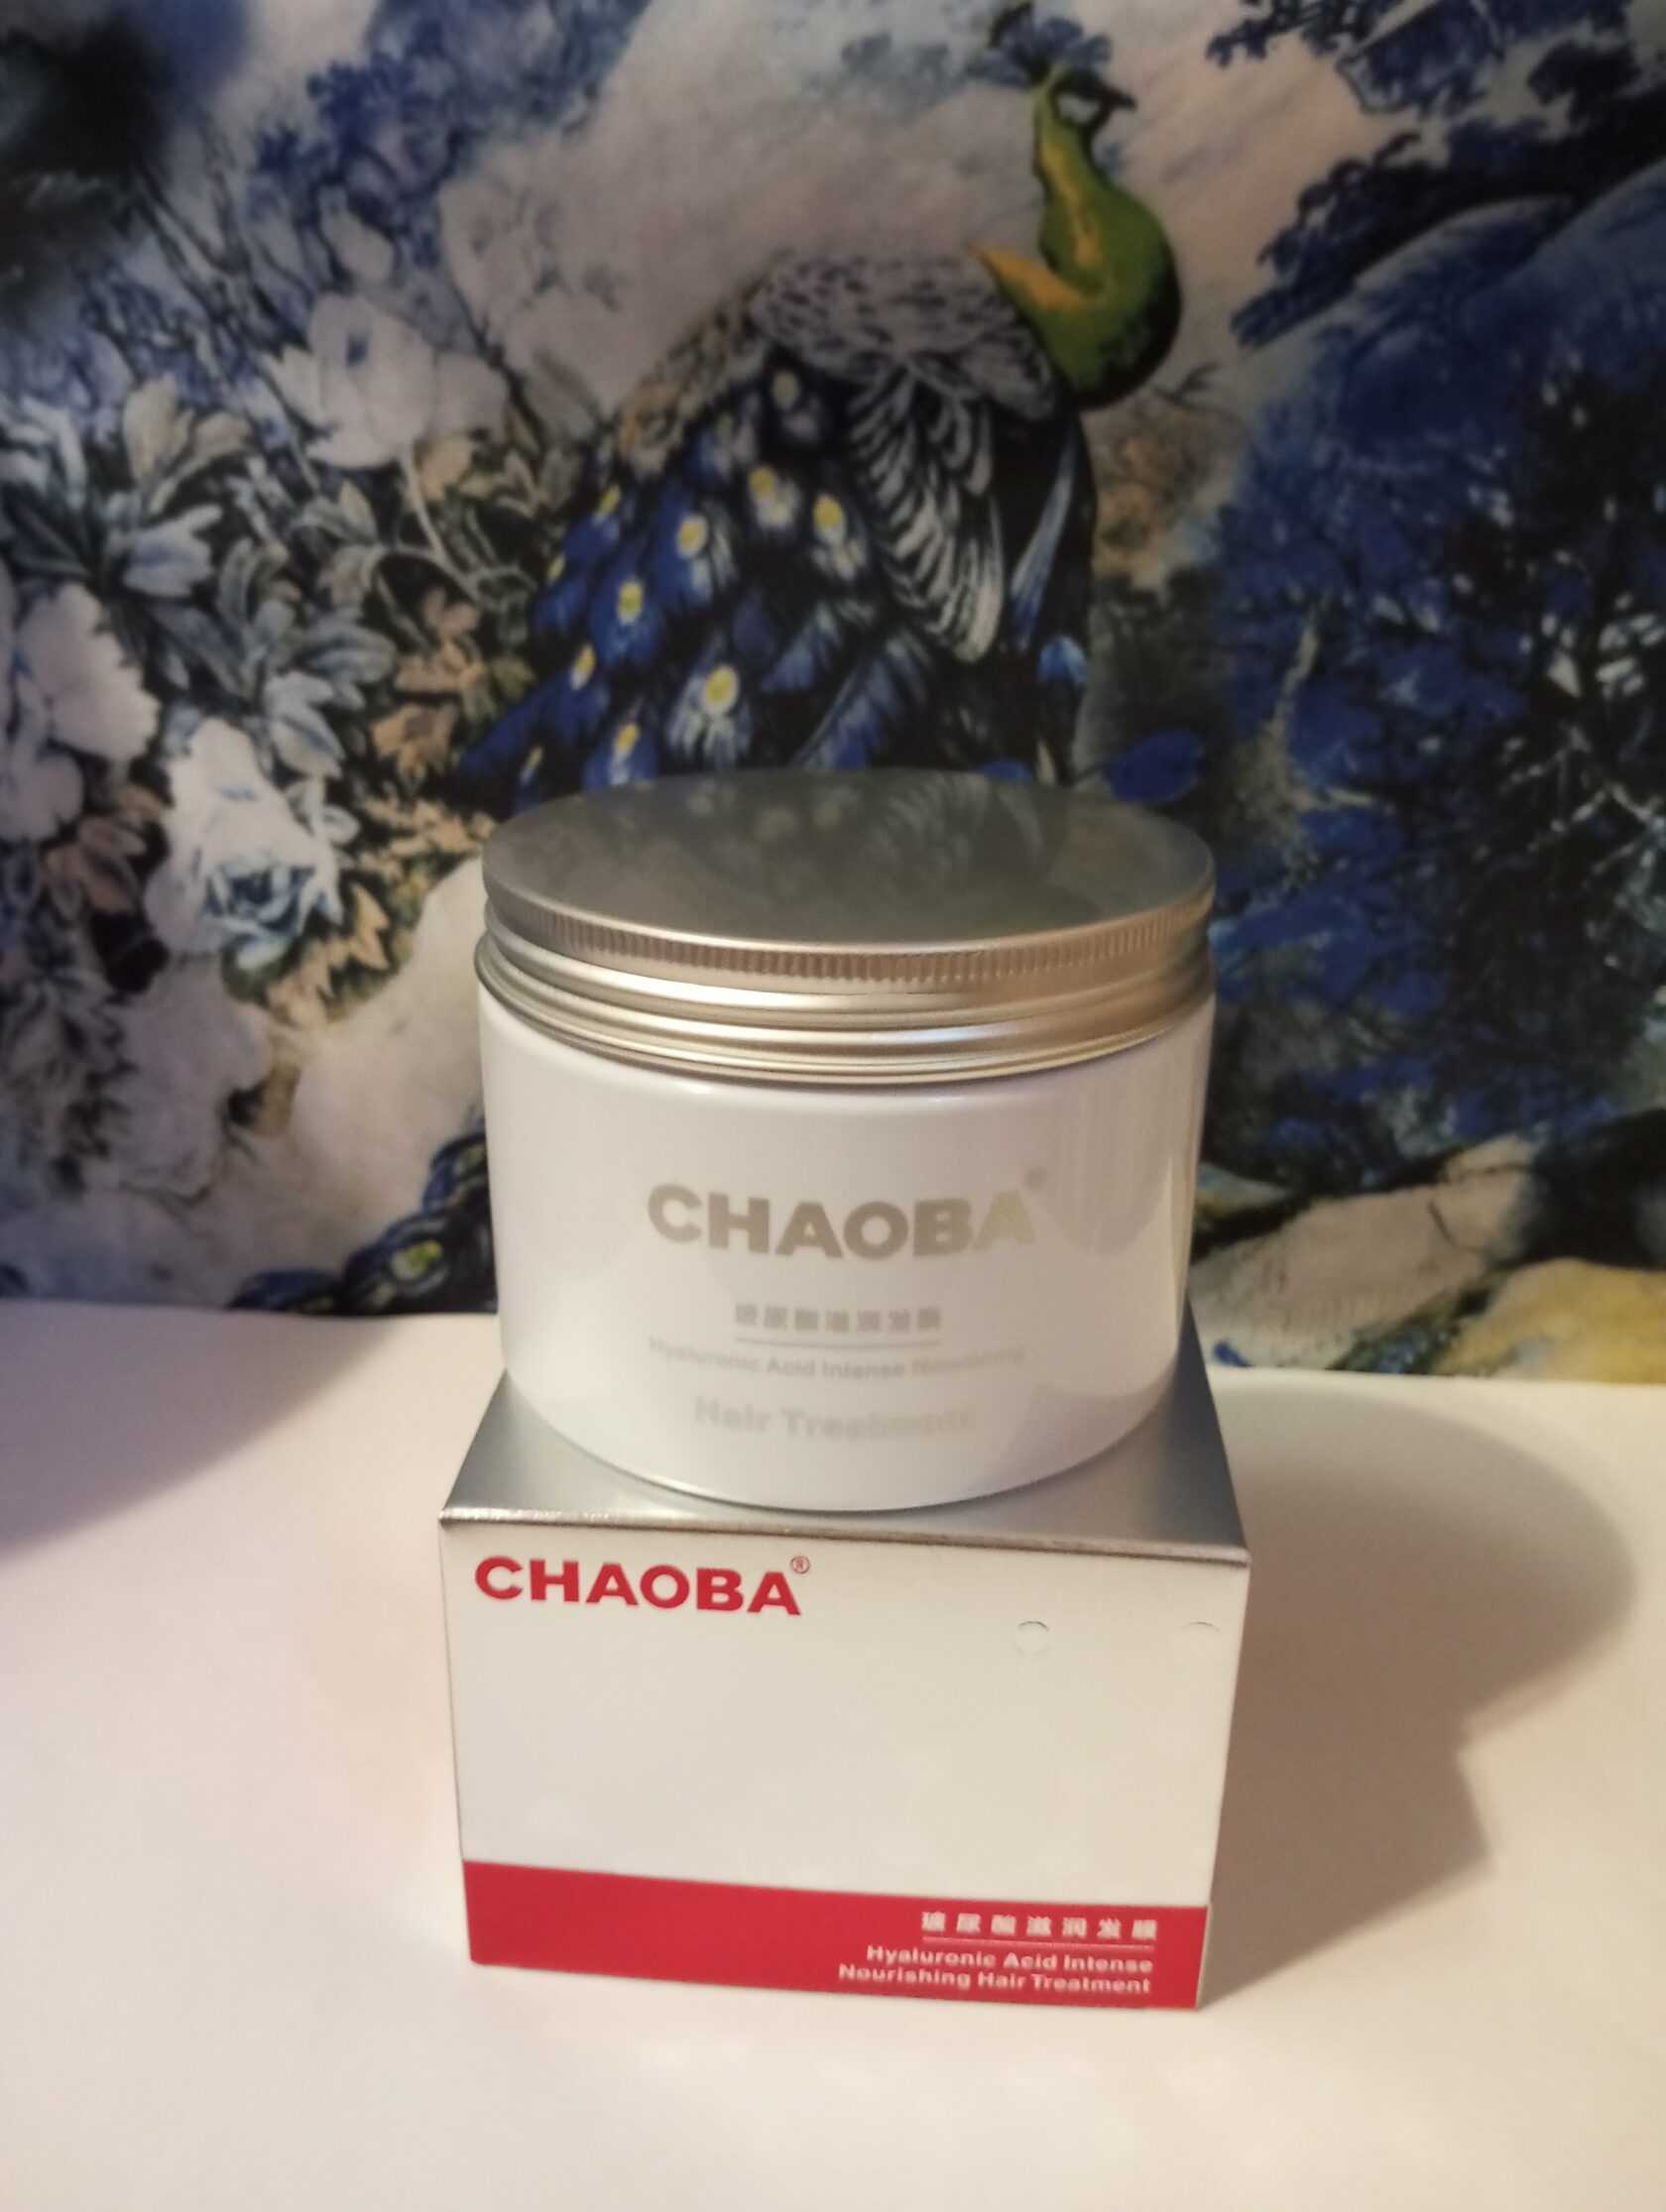 CHAOBA®
玻尿酸滋润发膜
Hyaluronic Acid Intense Nourishing
Hair Treatment
CHAOBA®
玻尿酸滋润发膜
Hyaluronic Acid Intense
Nourishing Hair Treatment